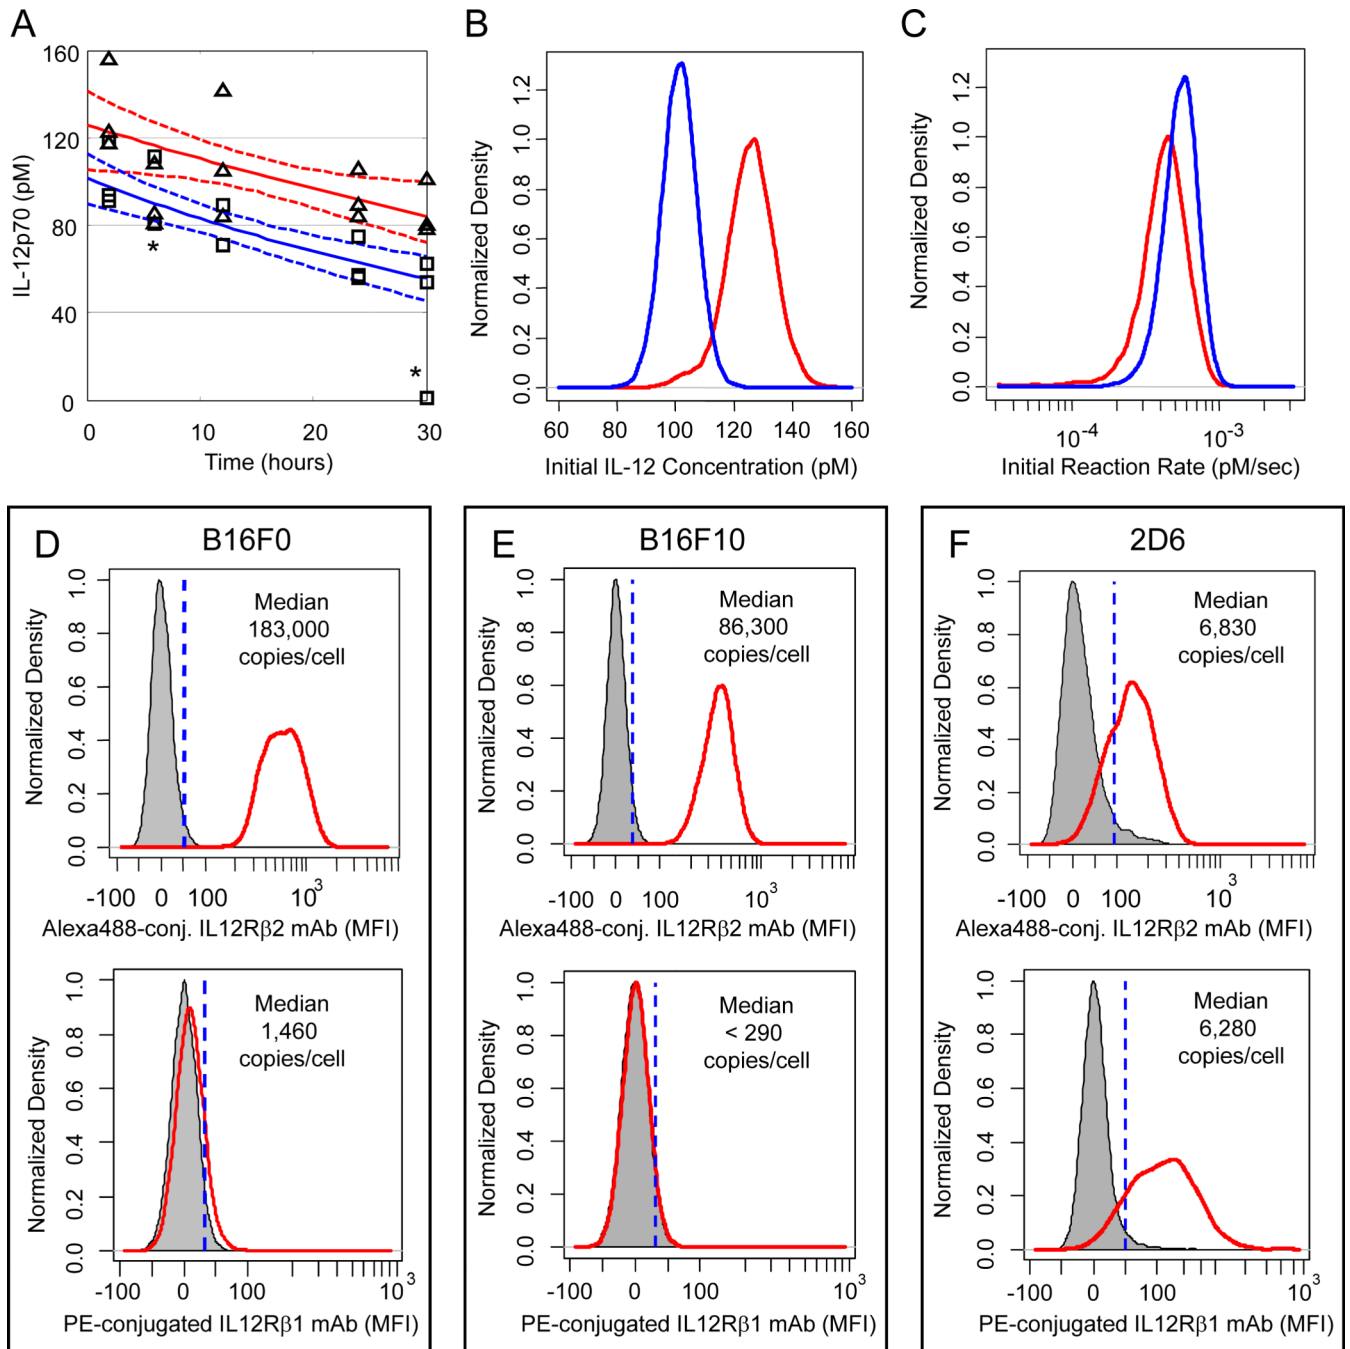 A
160
120
80
40
0
IL-12p70 (pM)
*
*
0 10 20 30
Time (hours)
B
1.2
1.0
0.8
0.6
0.4
0.2
0.0
Normalized Density
60 80 100 120 140 160
Initial IL-12 Concentration (pM)
C
1.2
1.0
0.8
0.6
0.4
0.2
0.0
Normalized Density
10-4 10-3
Initial Reaction Rate (pM/sec)
D
B16F0
1.0
0.8
0.6
0.4
0.2
0.0
Normalized Density
Median
183,000
copies/cell
-100 0 100 103
Alexa488-conj. IL12Rβ2 mAb (MFI)
1.0
0.8
0.6
0.4
0.2
0.0
Normalized Density
Median
1,460
copies/cell
-100 0 100 103
PE-conjugated IL12Rβ1 mAb (MFI)
E
B16F10
1.0
0.8
0.6
0.4
0.2
0.0
Normalized Density
Median
86,300
copies/cell
-100 0 100 103
Alexa488-conj. IL12Rβ2 mAb (MFI)
1.0
0.8
0.6
0.4
0.2
0.0
Normalized Density
Median
< 290
copies/cell
-100 0 100 103
PE-conjugated IL12Rβ1 mAb (MFI)
F
2D6
1.0
0.8
0.6
0.4
0.2
0.0
Normalized Density
Median
6,830
copies/cell
-100 0 100 103
Alexa488-conj. IL12Rβ2 mAb (MFI)
1.0
0.8
0.6
0.4
0.2
0.0
Normalized Density
Median
6,280
copies/cell
-100 0 100 103
PE-conjugated IL12Rβ1 mAb (MFI)